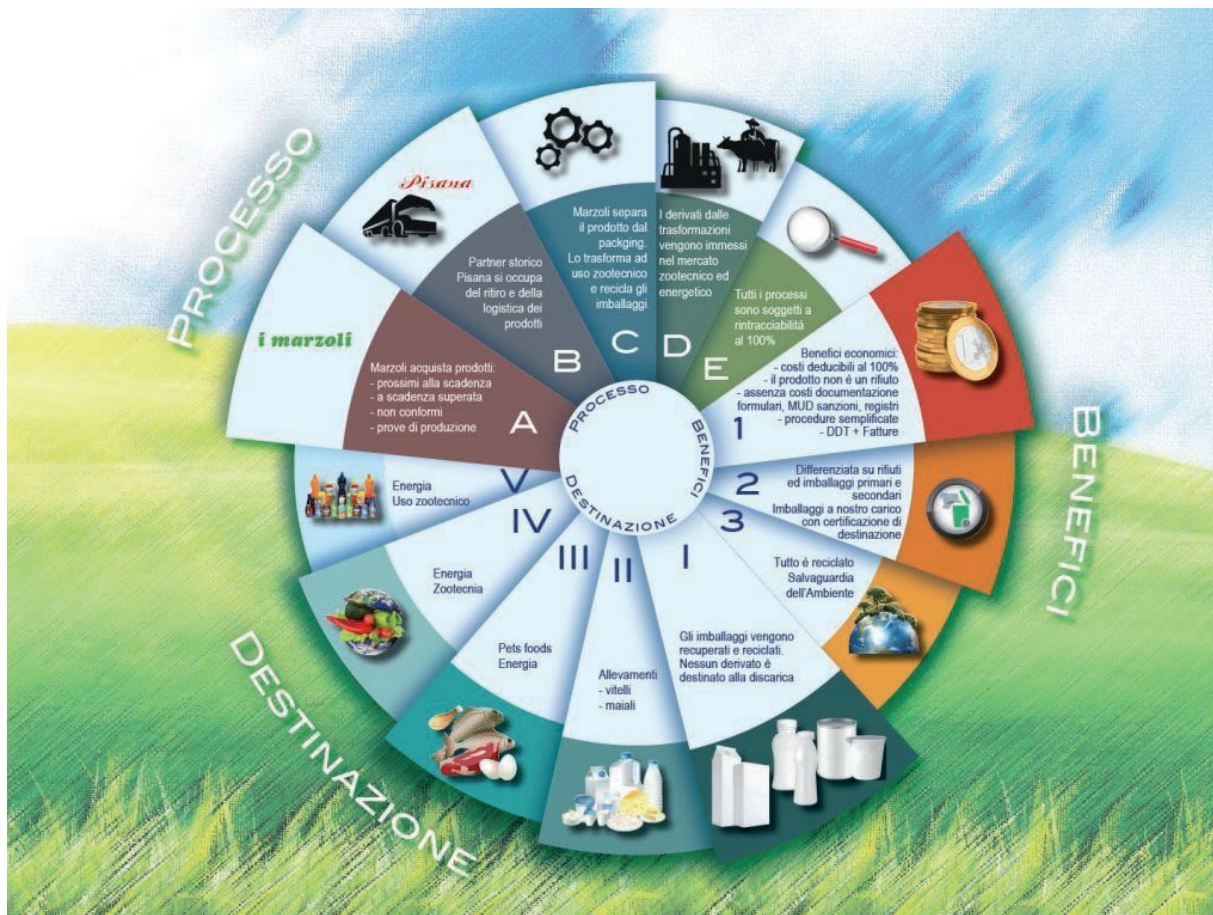 PROCESSO
i marzoli
Marzoli acquista prodotti:
- prossimi alla scadenza
- a scadenza superata
- non conformi
- prove di produzione
A
Pisana
Partner storico
Pisana si occupa
del ritiro e della
logistica dei
prodotti
B
Marzoli separa
il prodotto dal
packging.
Lo trasforma ad
uso zootecnico
e recicla gli
imballaggi
C
I derivati dalle
trasformazioni
vengono immessi
nel mercato
zootecnico ed
energetico
D
Tutti i processi
sono soggetti a
rintracciabilità
al 100%
E
BENEFICI
Benefici economici:
- costi deducibili al 100%
- il prodotto non é un rifiuto
- assenza costi documentazione
formulari, MUD sanzioni, registri
- procedure semplificate
- DDT + Fatture
1
Differenziata su rifiuti
ed imballaggi primari e
secondari
Imballaggi a nostro carico
con certificazione di
destinazione
2
Tutto é reciclato
Salvaguardia
dell'Ambiente
3
DESTINAZIONE
I
Gli imballaggi vengono
recuperati e reciclati.
Nessun derivato é
destinato alla discarica
II
Allevamenti
- vitelli
- maiali
III
Pets foods
Energia
IV
Energia
Zootecnia
V
Energia
Uso zootecnico
PROCESSO
BENEFICI
DESTINAZIONE